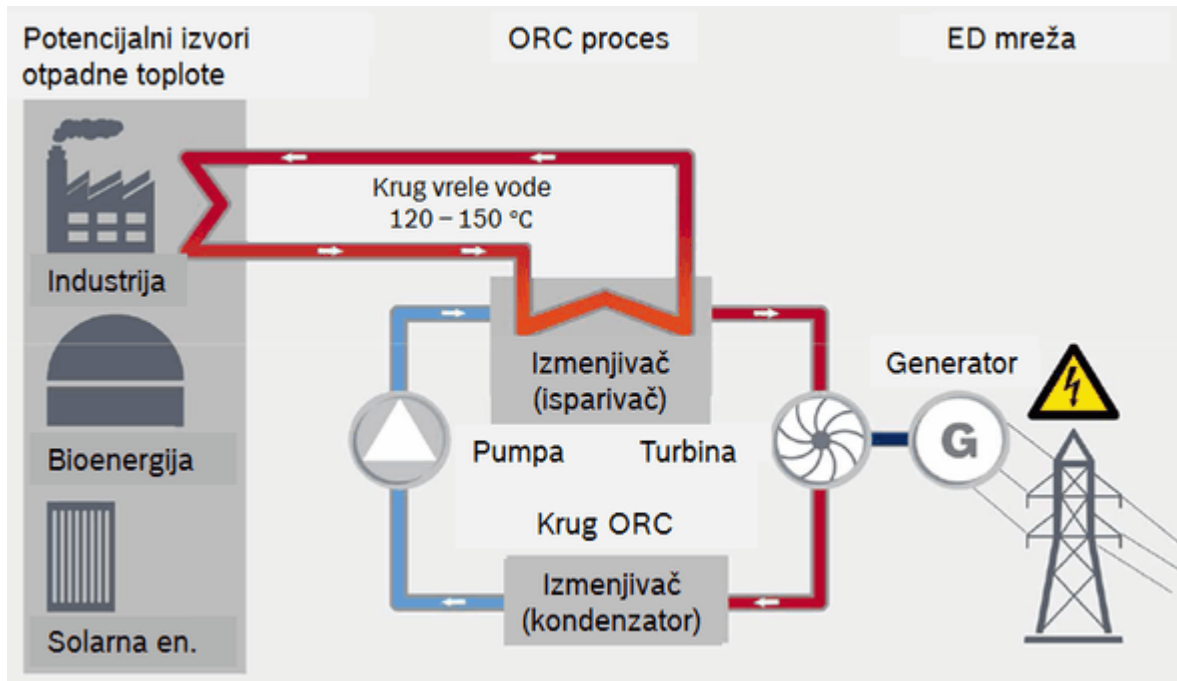 Potencijalni izvori
otpadne toplote
ORC proces
ED mreža
Krug vrele vode
120 – 150 °C
Industrija
Izmenjivač
(isparivač)
Generator
Bioenergija
Pumpa
Turbina
G
Krug ORC
Izmenjivač
(kondenzator)
Solarna en.